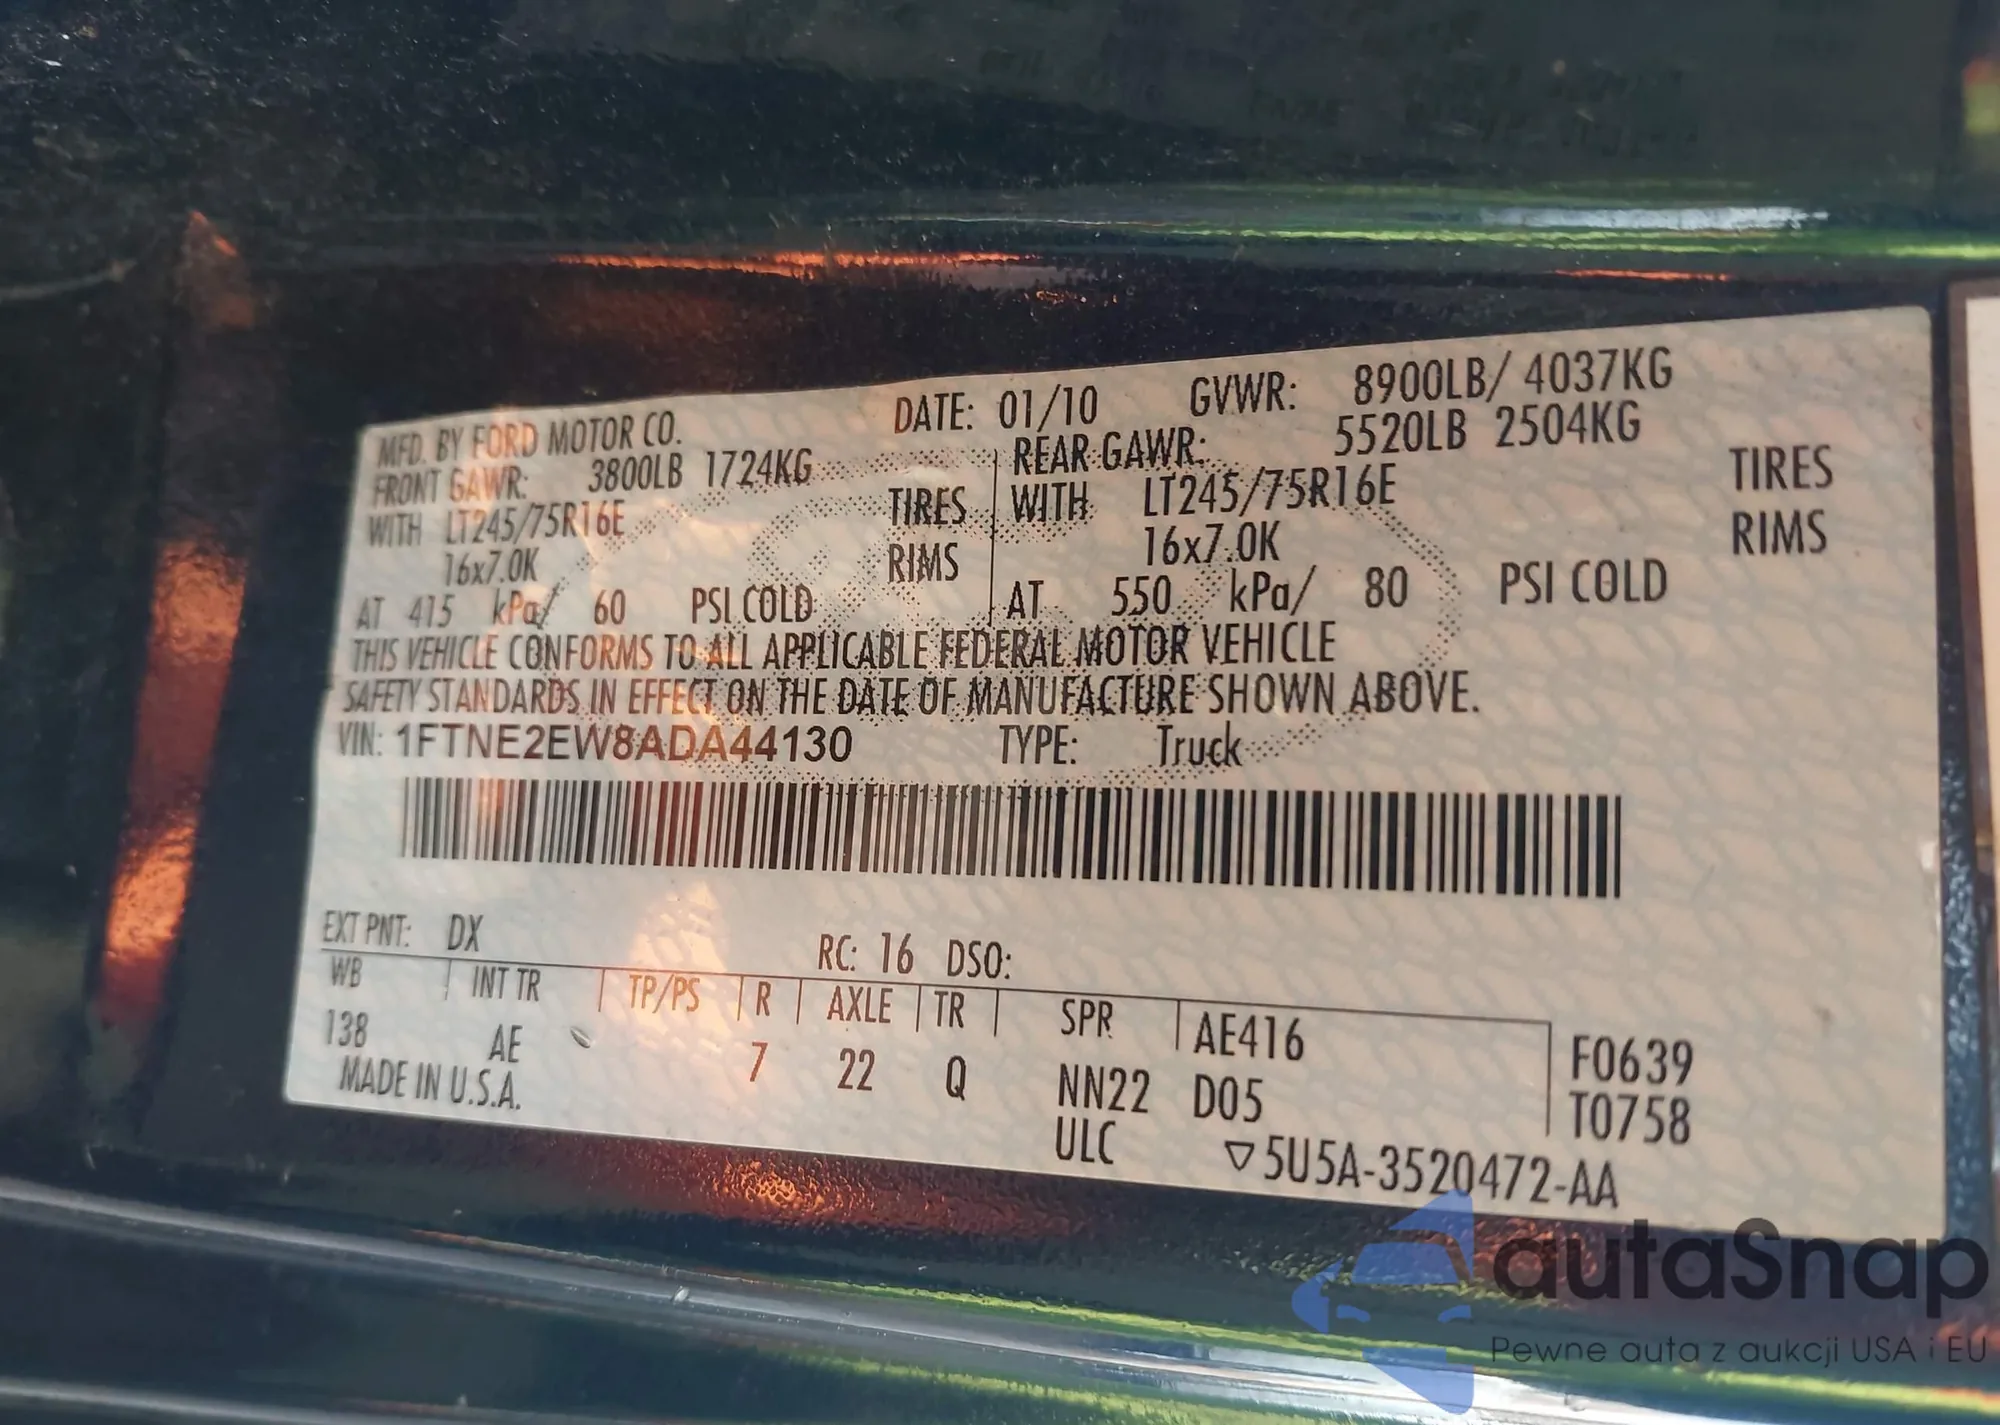 MFD. BY FORD MOTOR CO. DATE: 01/10 GVWR: 8900LB/ 4037KG
FRONT GAWR: 3800LB 1724KG REAR GAWR: 5520LB 2504KG
WITH LT245/75R16E TIRES WITH LT245/75R16E TIRES
16x7.0K RIMS 16x7.0K RIMS
AT 415 kPa/ 60 PSI COLD AT 550 kPa/ 80 PSI COLD
THIS VEHICLE CONFORMS TO ALL APPLICABLE FEDERAL MOTOR VEHICLE
SAFETY STANDARDS IN EFFECT ON THE DATE OF MANUFACTURE SHOWN ABOVE.
VIN: 1FTNE2EW8ADA44130 TYPE: Truck
EXT PNT: DX RC: 16 DSO:
WB INT TR TP/PS R AXLE TR SPR AE416 F0639
138 AE 7 22 Q NN22 D05 T0758
MADE IN U.S.A. ULC ▽5U5A-3520472-AA
autaSnap
Pewne auta z aukcji USA i EU